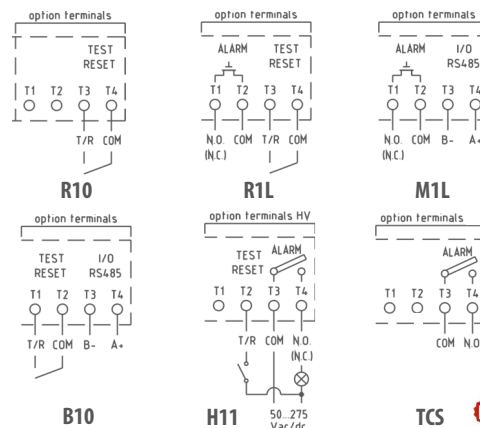 option terminals
TEST
RESET
T1 T2 T3 T4
T/R COM
R10
option terminals
ALARM TEST
RESET
T1 T2 T3 T4
N.O. COM T/R COM
(N.C.)
R1L
option terminals
ALARM I/O
RS485
T1 T2 T3 T4
N.O. COM B- A+
(N.C.)
M1L
option terminals
TEST I/O
RESET RS485
T1 T2 T3 T4
T/R COM B- A+
B10
option terminals HV
TEST ALARM
RESET
T1 T2 T3 T4
T/R COM N.O.
(N.C.)
50...275
Vac/dc
H11
option terminals
ALARM
T1 T2 T3 T4
COM N.O.
TCS